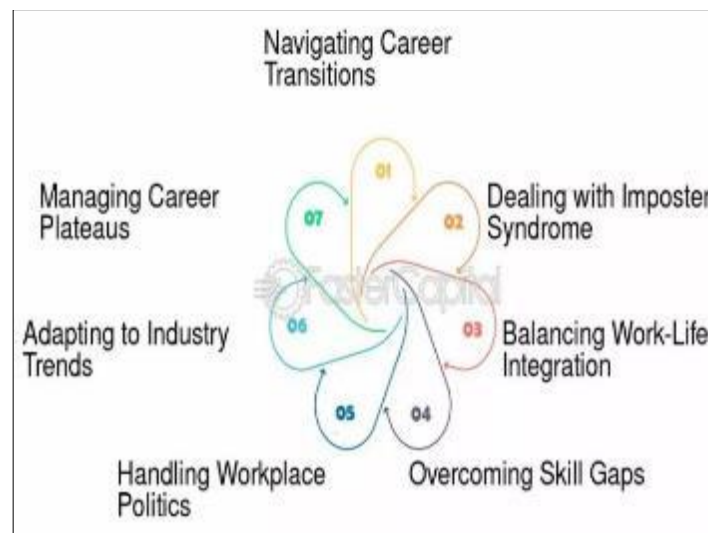 Navigating Career
Transitions
01
02
Dealing with Imposter
Syndrome
03
Balancing Work-Life
Integration
04
Overcoming Skill Gaps
05
Handling Workplace
Politics
06
Adapting to Industry
Trends
07
Managing Career
Plateaus
FasterCapital